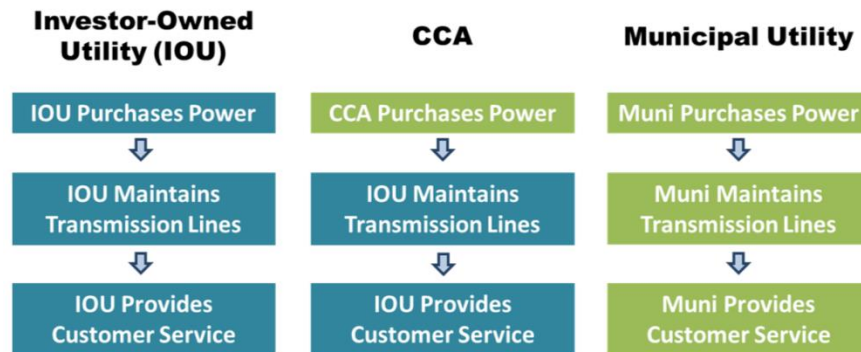 Investor-Owned
Utility (IOU)
CCA
Municipal Utility
IOU Purchases Power
CCA Purchases Power
Muni Purchases Power
IOU Maintains
Transmission Lines
IOU Maintains
Transmission Lines
Muni Maintains
Transmission Lines
IOU Provides
Customer Service
IOU Provides
Customer Service
Muni Provides
Customer Service